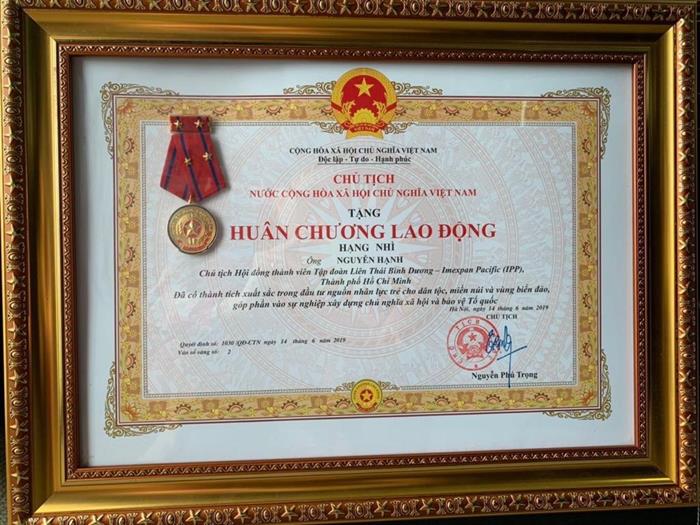 CỘNG HÒA XÃ HỘI CHỦ NGHĨA VIỆT NAM
Độc lập - Tự do - Hạnh phúc
CHỦ TỊCH
NƯỚC CỘNG HÒA XÃ HỘI CHỦ NGHĨA VIỆT NAM
TẶNG
HUÂN CHƯƠNG LAO ĐỘNG
HẠNG NHÌ
Ông NGUYỄN HẠNH
Chủ tịch Hội đồng thành viên Tập đoàn Liên Thái Bình Dương – Imexpan Pacific (IPP),
Thành phố Hồ Chí Minh
Đã có thành tích xuất sắc trong đầu tư nguồn nhân lực trẻ cho dân tộc, miền núi và vùng biển đảo,
góp phần vào sự nghiệp xây dựng chủ nghĩa xã hội và bảo vệ Tổ quốc
Hà Nội, ngày 14 tháng 6 năm 2019
CHỦ TỊCH
Quyết định số: 1030 /QĐ-CTN ngày 14 tháng 6 năm 2019
Vào sổ vàng số: 2
Nguyễn Phú Trọng